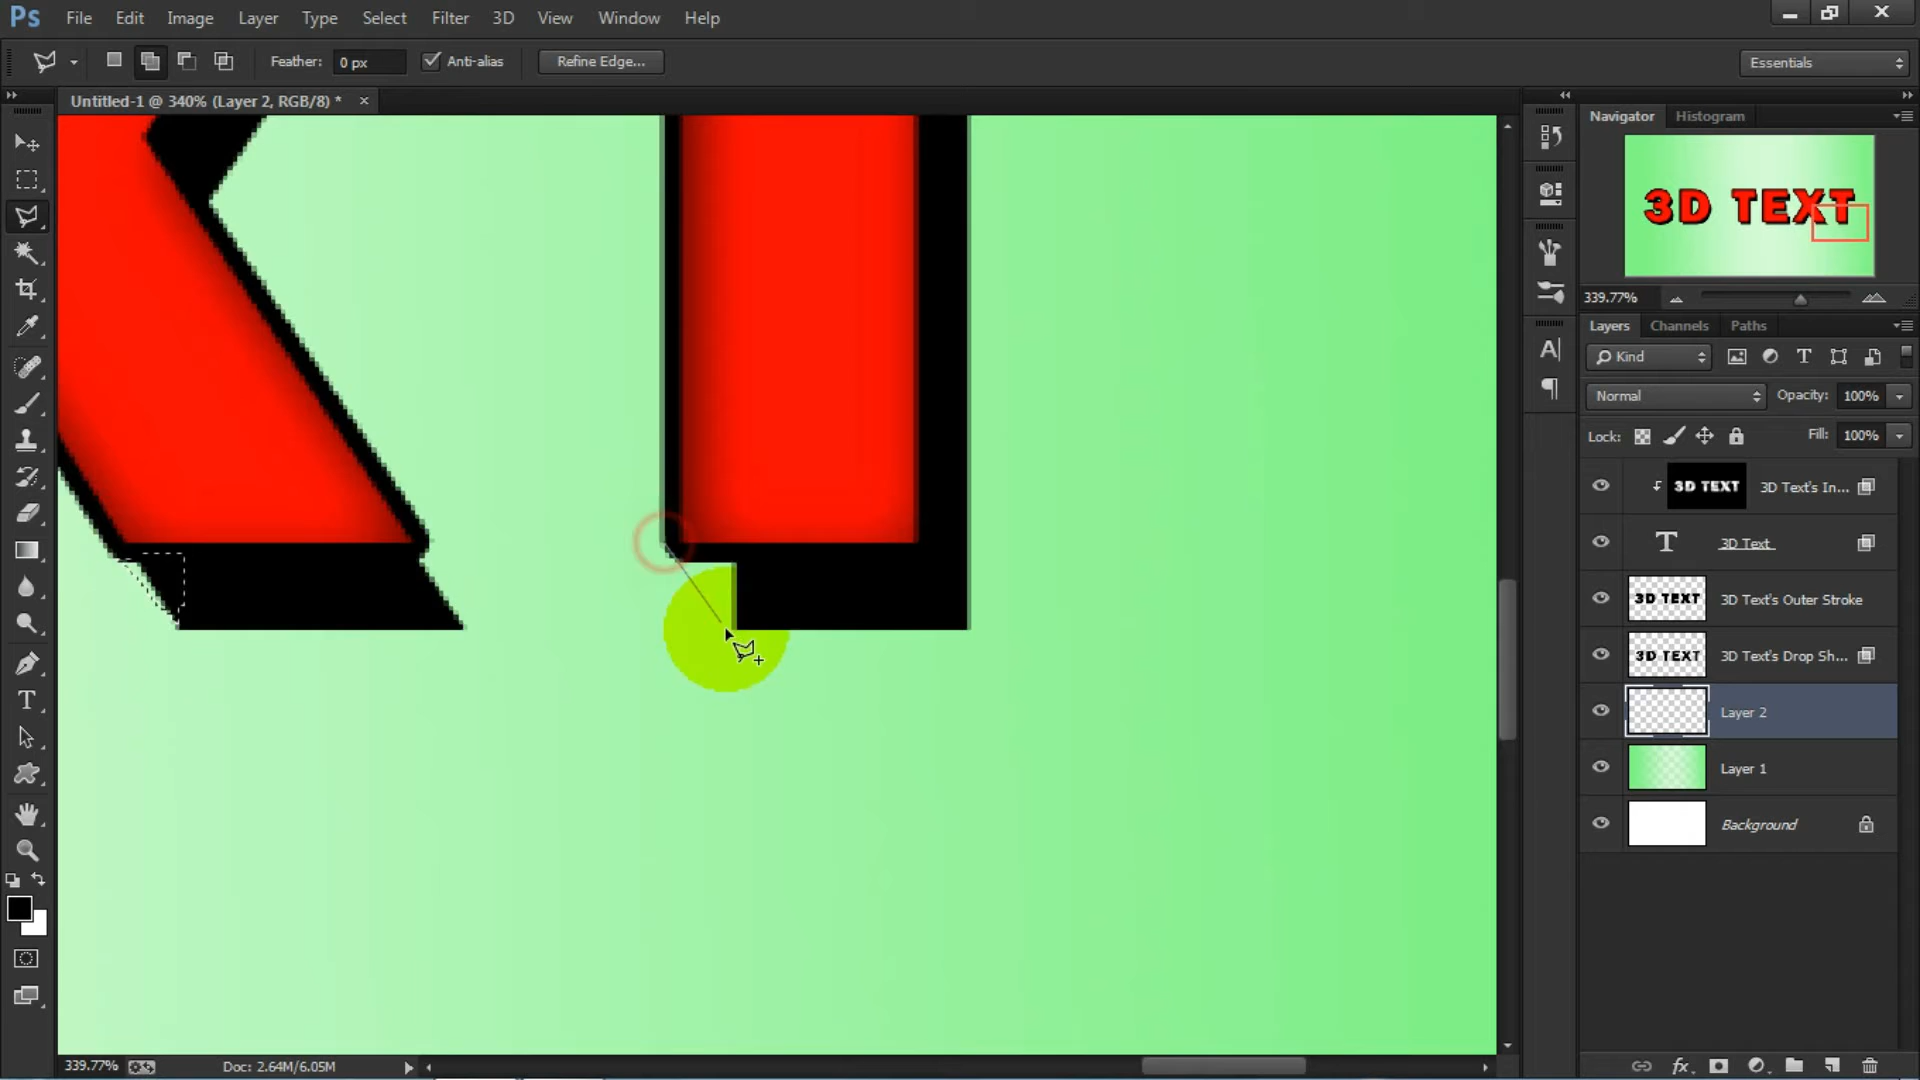 Ps File Edit Image Layer Type Select Filter 3D View Window Help
Feather: 0 px Anti-alias Refine Edge... Essentials
Untitled-1 @ 340% (Layer 2, RGB/8) * ×
Navigator Histogram
3D TEXT
339.77%
Layers Channels Paths
Kind
Normal Opacity: 100%
Lock: Fill: 100%
3D TEXT 3D Text's In...
T 3D Text
3D TEXT 3D Text's Outer Stroke
3D TEXT 3D Text's Drop Sh...
Layer 2
Layer 1
Background
339.77% Doc: 2.64M/6.05M